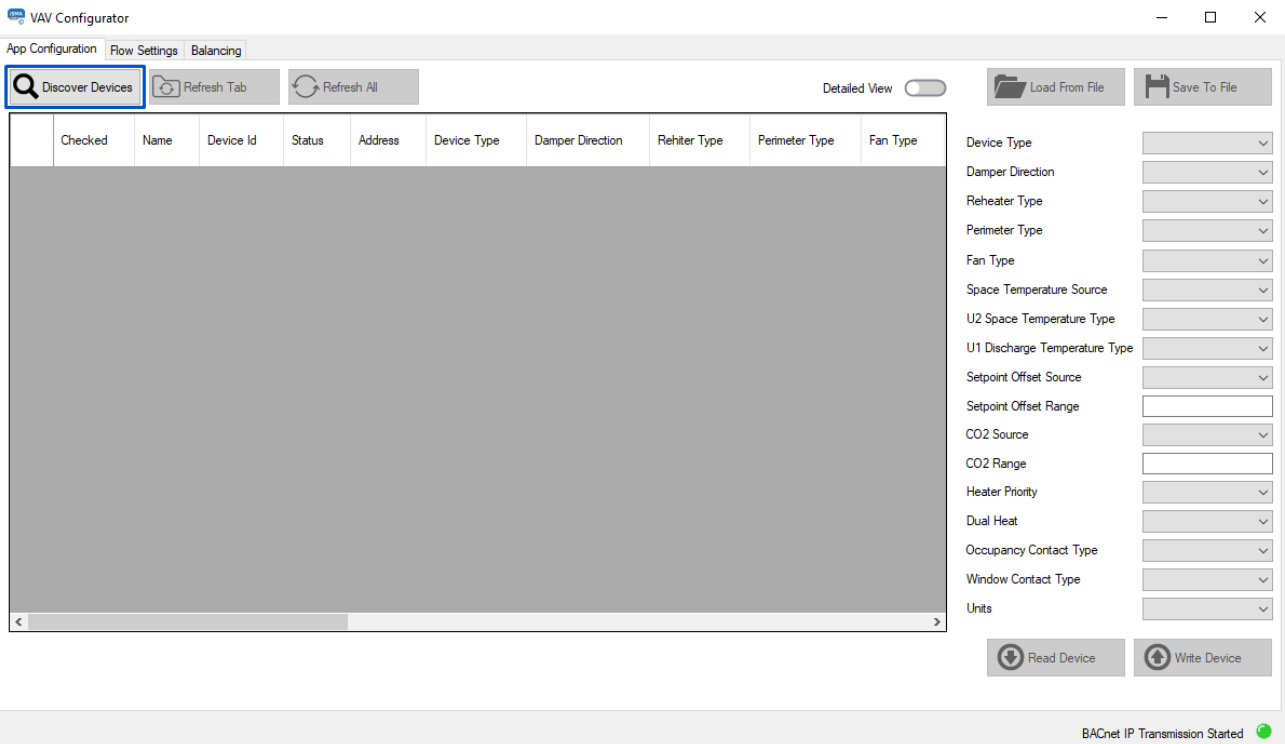 iSMA VAV Configurator
App Configuration Flow Settings Balancing
Discover Devices Refresh Tab Refresh All Detailed View Load From File Save To File
Checked Name Device Id Status Address Device Type Damper Direction Rehiter Type Perimeter Type Fan Type
Device Type
Damper Direction
Reheater Type
Perimeter Type
Fan Type
Space Temperature Source
U2 Space Temperature Type
U1 Discharge Temperature Type
Setpoint Offset Source
Setpoint Offset Range
CO2 Source
CO2 Range
Heater Priority
Dual Heat
Occupancy Contact Type
Window Contact Type
Units
Read Device Write Device
BACnet IP Transmission Started